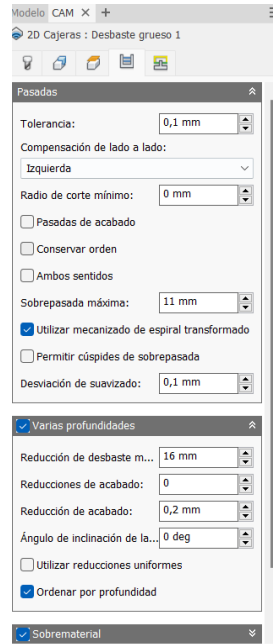 Modelo CAM × +
2D Cajeras : Desbaste grueso 1
Pasadas
Tolerancia: 0,1 mm
Compensación de lado a lado:
Izquierda
Radio de corte mínimo: 0 mm
Pasadas de acabado
Conservar orden
Ambos sentidos
Sobrepasada máxima: 11 mm
Utilizar mecanizado de espiral transformado
Permitir cúspides de sobrepasada
Desviación de suavizado: 0,1 mm
Varias profundidades
Reducción de desbaste m... 16 mm
Reducciones de acabado: 0
Reducción de acabado: 0,2 mm
Ángulo de inclinación de la... 0 deg
Utilizar reducciones uniformes
Ordenar por profundidad
Sobrematerial